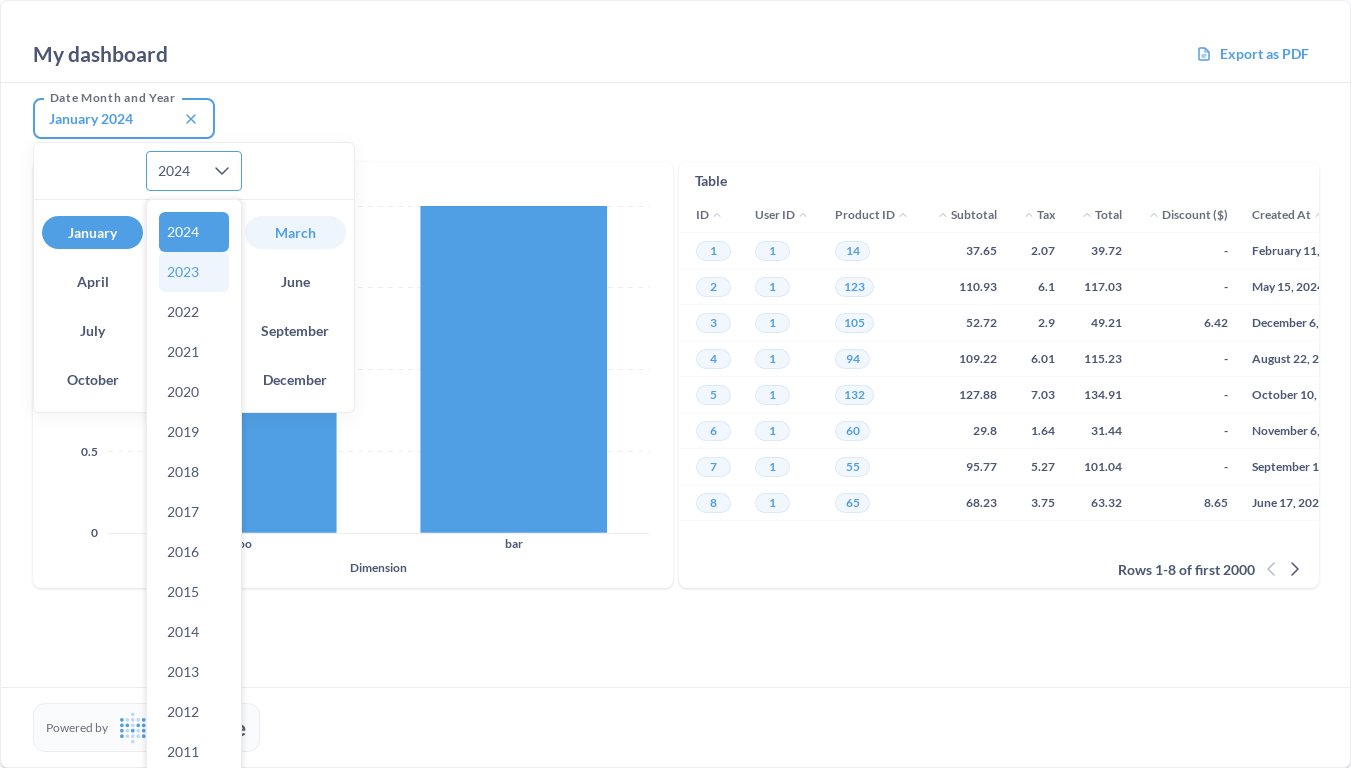 My dashboard
Export as PDF
Date Month and Year
January 2024
2024
January
March
April
June
July
September
October
December
2024
2023
2022
2021
2020
2019
2018
2017
2016
2015
2014
2013
2012
2011
0.5
0
bar
Dimension
Table
ID User ID Product ID Subtotal Tax Total Discount ($) Created At
1 1 14 37.65 2.07 39.72 - February 11,
2 1 123 110.93 6.1 117.03 - May 15, 2024
3 1 105 52.72 2.9 49.21 6.42 December 6,
4 1 94 109.22 6.01 115.23 - August 22, 2
5 1 132 127.88 7.03 134.91 - October 10,
6 1 60 29.8 1.64 31.44 - November 6,
7 1 55 95.77 5.27 101.04 - September 1
8 1 65 68.23 3.75 63.32 8.65 June 17, 202
Rows 1-8 of first 2000
Powered by